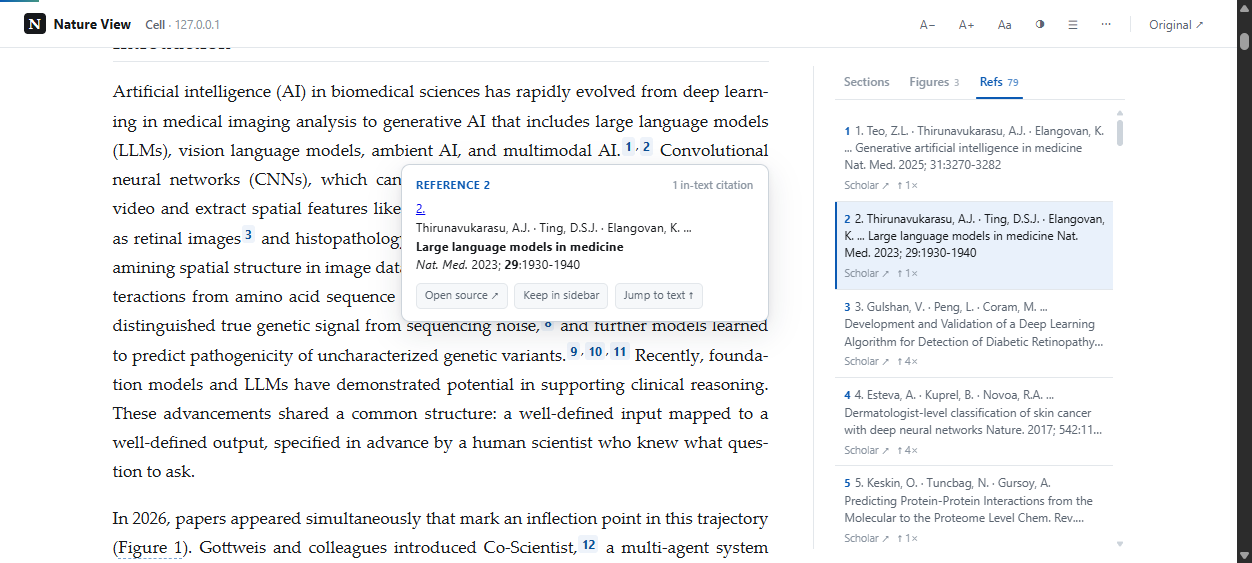 N Nature View Cell · 127.0.0.1 A− A+ Aa ☰ ··· Original ↗
Artificial intelligence (AI) in biomedical sciences has rapidly evolved from deep learn-
ing in medical imaging analysis to generative AI that includes large language models
(LLMs), vision language models, ambient AI, and multimodal AI. 1 , 2 Convolutional
neural networks (CNNs), which can
video and extract spatial features like
as retinal images 3 and histopathology
amining spatial structure in image data
teractions from amino acid sequence
distinguished true genetic signal from sequencing noise, 8 and further models learned
to predict pathogenicity of uncharacterized genetic variants. 9 , 10 , 11 Recently, founda-
tion models and LLMs have demonstrated potential in supporting clinical reasoning.
These advancements shared a common structure: a well-defined input mapped to a
well-defined output, specified in advance by a human scientist who knew what ques-
tion to ask.
In 2026, papers appeared simultaneously that mark an inflection point in this trajectory
(Figure 1). Gottweis and colleagues introduced Co-Scientist, 12 a multi-agent system
REFERENCE 2 1 in-text citation
2.
Thirunavukarasu, A.J. · Ting, D.S.J. · Elangovan, K. ...
Large language models in medicine
Nat. Med. 2023; 29:1930-1940
Open source ↗ Keep in sidebar Jump to text ↑
Sections Figures 3 Refs 79
1 1. Teo, Z.L. · Thirunavukarasu, A.J. · Elangovan, K.
... Generative artificial intelligence in medicine
Nat. Med. 2025; 31:3270-3282
Scholar ↗ ↑ 1×
2 2. Thirunavukarasu, A.J. · Ting, D.S.J. · Elangovan,
K. ... Large language models in medicine Nat.
Med. 2023; 29:1930-1940
Scholar ↗ ↑ 1×
3 3. Gulshan, V. · Peng, L. · Coram, M. ...
Development and Validation of a Deep Learning
Algorithm for Detection of Diabetic Retinopathy...
Scholar ↗ ↑ 4×
4 4. Esteva, A. · Kuprel, B. · Novoa, R.A. ...
Dermatologist-level classification of skin cancer
with deep neural networks Nature. 2017; 542:11...
Scholar ↗ ↑ 4×
5 5. Keskin, O. · Tuncbag, N. · Gursoy, A.
Predicting Protein-Protein Interactions from the
Molecular to the Proteome Level Chem. Rev....
Scholar ↗ ↑ 1×